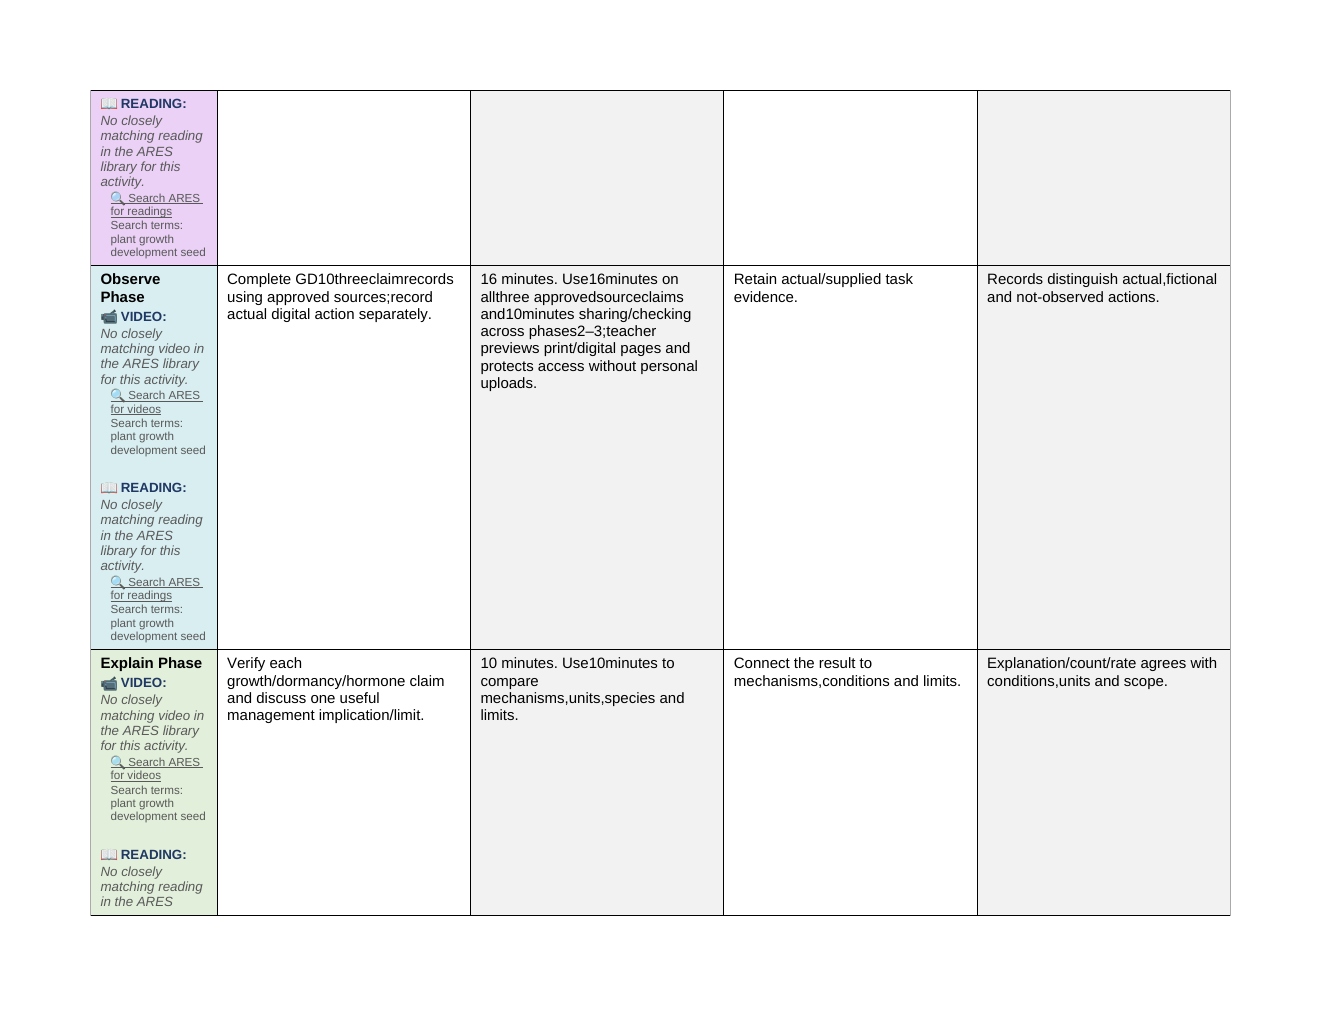 📖 READING:
No closely
matching reading
in the ARES
library for this
activity.
🔍 Search ARES
for readings
Search terms:
plant growth
development seed
Observe
Phase
📹 VIDEO:
No closely
matching video in
the ARES library
for this activity.
🔍 Search ARES
for videos
Search terms:
plant growth
development seed
📖 READING:
No closely
matching reading
in the ARES
library for this
activity.
🔍 Search ARES
for readings
Search terms:
plant growth
development seed
Complete GD10threeclaimrecords
using approved sources;record
actual digital action separately.
16 minutes. Use16minutes on
allthree approvedsourceclaims
and10minutes sharing/checking
across phases2–3;teacher
previews print/digital pages and
protects access without personal
uploads.
Retain actual/supplied task
evidence.
Records distinguish actual,fictional
and not-observed actions.
Explain Phase
📹 VIDEO:
No closely
matching video in
the ARES library
for this activity.
🔍 Search ARES
for videos
Search terms:
plant growth
development seed
📖 READING:
No closely
matching reading
in the ARES
Verify each
growth/dormancy/hormone claim
and discuss one useful
management implication/limit.
10 minutes. Use10minutes to
compare
mechanisms,units,species and
limits.
Connect the result to
mechanisms,conditions and limits.
Explanation/count/rate agrees with
conditions,units and scope.